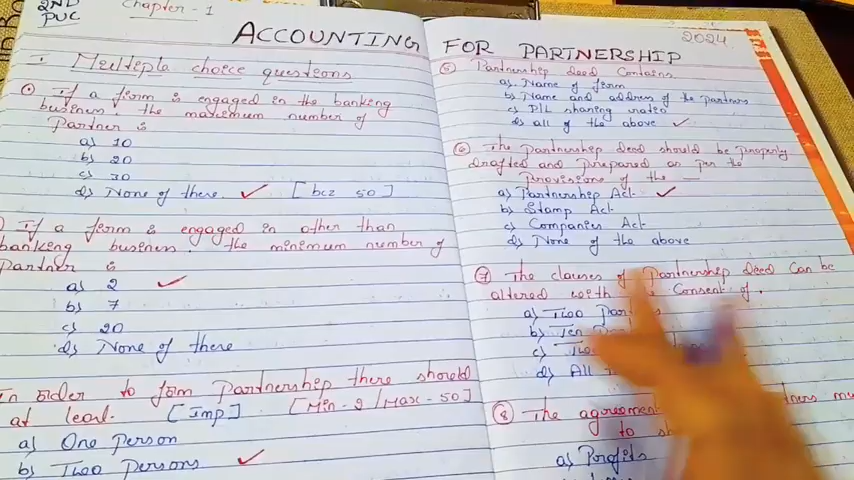 2ND
PUC
Chapter - 1
ACCOUNTING FOR PARTNERSHIP
2024
I. Multiple choice questions
① If a firm is engaged in the banking
business. the maximum number of
Partner is
a) 10
b) 20
c) 30
d) None of there. ✓ [bcz 50]
If a firm is engaged in other than
banking business. the minimum number of
Partner is
a) 2 ✓
b) 7
c) 20
d) None of there
In order to form Partnership there should
at least. [Imp] [Min-2/Max-50]
a) One Person
b) Two Persons ✓
⑤ Partnership deed Contains
a) Name of firm
b) Name and address of the partners
c) P/L sharing ratio
d) all of the above ✓
⑥ The Partnership deed should be properly
drafted and prepared as per the
Provisions of the __
a) Partnership Act ✓
b) Stamp Act
c) Companies Act
d) None of the above
⑦ The clauses of Partnership deed Can be
altered with Consent of.
a) Two
b) Ten
c)
d) All
⑧ The
to
a) Profits